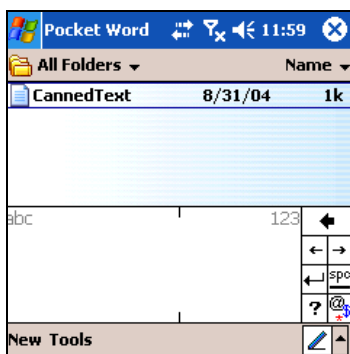 Pocket Word 11:59
All Folders Name
CannedText 8/31/04 1k
abc 123
spc
? @$*
New Tools